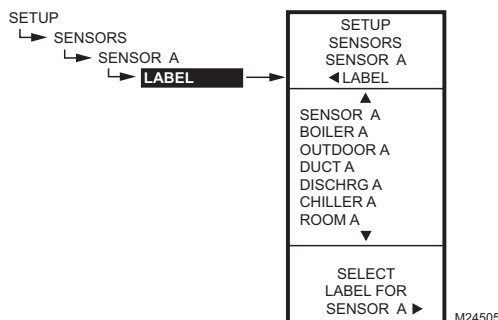 SETUP
SENSORS
SENSOR A
LABEL
SETUP
SENSORS
SENSOR A
◄LABEL
▲
SENSOR A
BOILER A
OUTDOOR A
DUCT A
DISCHRG A
CHILLER A
ROOM A
▼
SELECT
LABEL FOR
SENSOR A ►
M24505